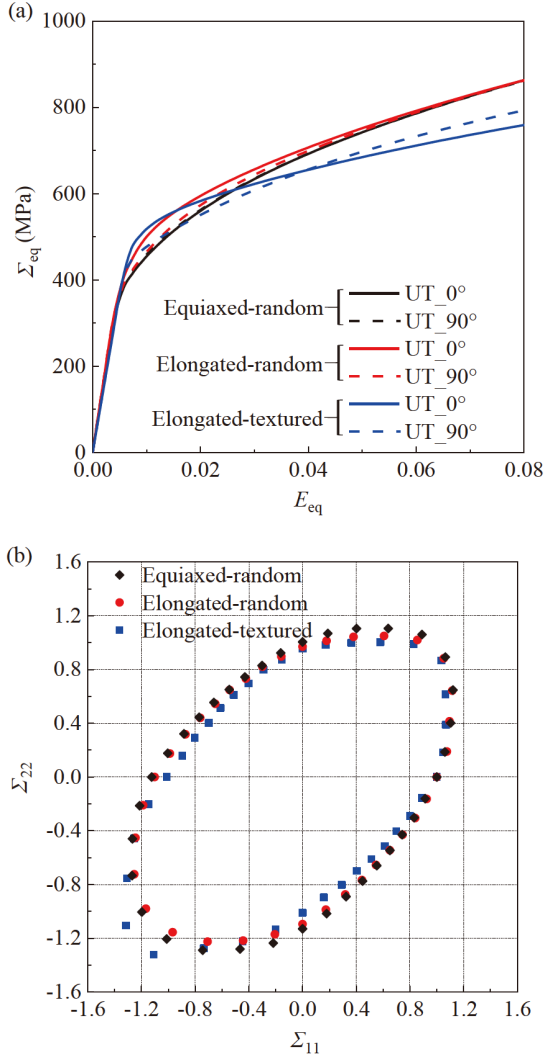 (a)
1000
800
600
400
200
0
Σeq (MPa)
Equiaxed-random
UT_0°
UT_90°
Elongated-random
UT_0°
UT_90°
Elongated-textured
UT_0°
UT_90°
0.00 0.02 0.04 0.06 0.08
Eeq
(b)
1.6
1.2
0.8
0.4
0.0
-0.4
-0.8
-1.2
-1.6
Σ22
Equiaxed-random
Elongated-random
Elongated-textured
-1.6 -1.2 -0.8 -0.4 0.0 0.4 0.8 1.2 1.6
Σ11